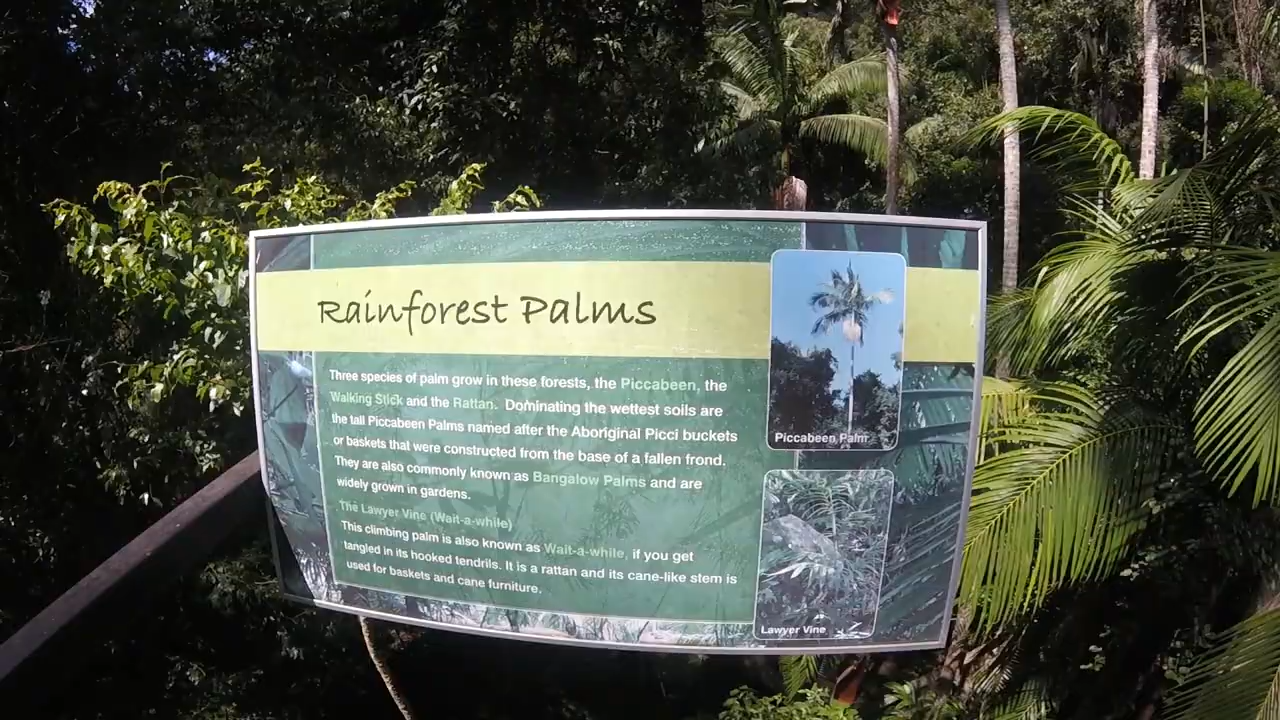 Rainforest Palms
Three species of palm grow in these forests, the Piccabeen, the
Walking Stick and the Rattan. Dominating the wettest soils are
the tall Piccabeen Palms named after the Aboriginal Picci buckets
or baskets that were constructed from the base of a fallen frond.
They are also commonly known as Bangalow Palms and are
widely grown in gardens.
The Lawyer Vine (Wait-a-while)
This climbing palm is also known as Wait-a-while, if you get
tangled in its hooked tendrils. It is a rattan and its cane-like stem is
used for baskets and cane furniture.
Piccabeen Palm
Lawyer Vine